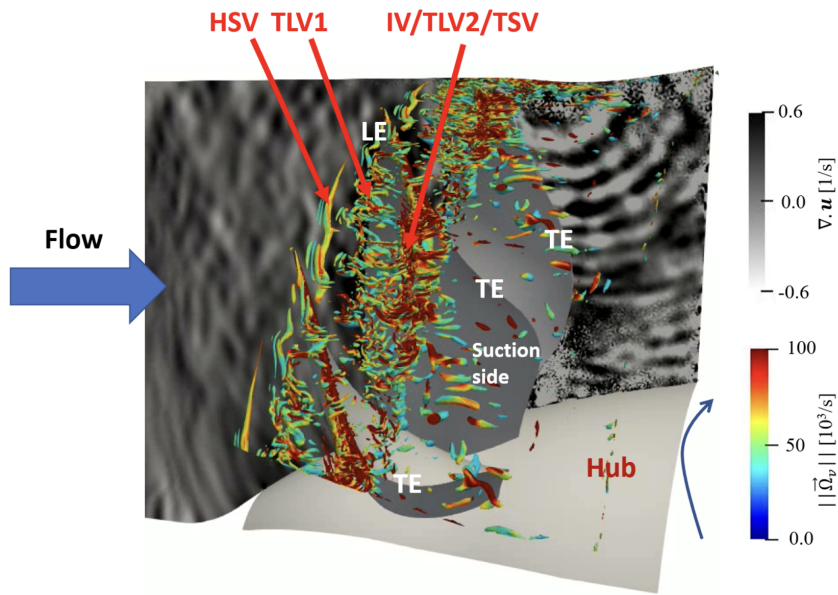 HSV TLV1 IV/TLV2/TSV
LE
Flow
TE
TE
Suction
side
TE
Hub
0.6
0.0
-0.6
∇.u [1/s]
100
50
0.0
||Ω⃗ᵥ|| [10³/s]